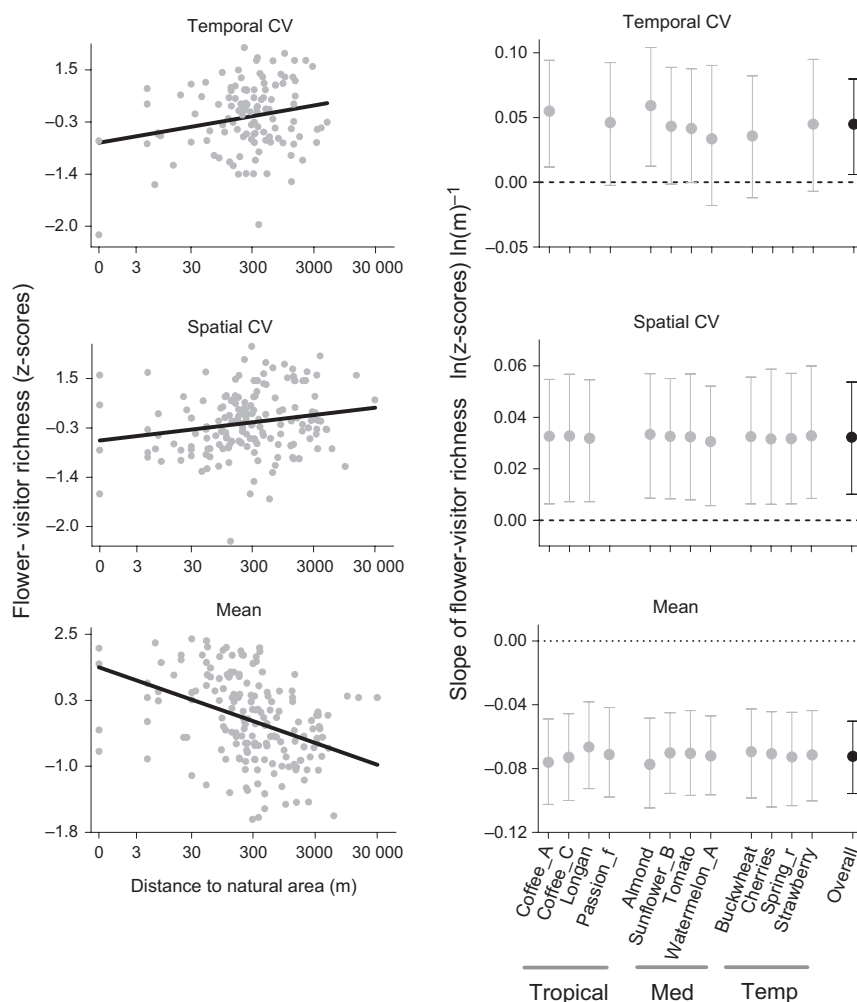 Temporal CV
1.5
–0.3
–1.4
–2.0
0 3 30 300 3000 30 000
Spatial CV
1.5
–0.3
–1.4
–2.0
0 3 30 300 3000 30 000
Mean
2.5
0.3
–1.0
–1.8
0 3 30 300 3000 30 000
Distance to natural area (m)
Flower- visitor richness (z-scores)
Temporal CV
0.10
0.05
0.00
–0.05
Spatial CV
0.06
0.04
0.02
0.00
Mean
0.00
–0.04
–0.08
–0.12
Slope of flower-visitor richness ln(z-scores) ln(m)–1
Coffee_A
Coffee_C
Longan
Passion_f
Almond
Sunflower_B
Tomato
Watermelon_A
Buckwheat
Cherries
Spring_r
Strawberry
Overall
Tropical Med Temp